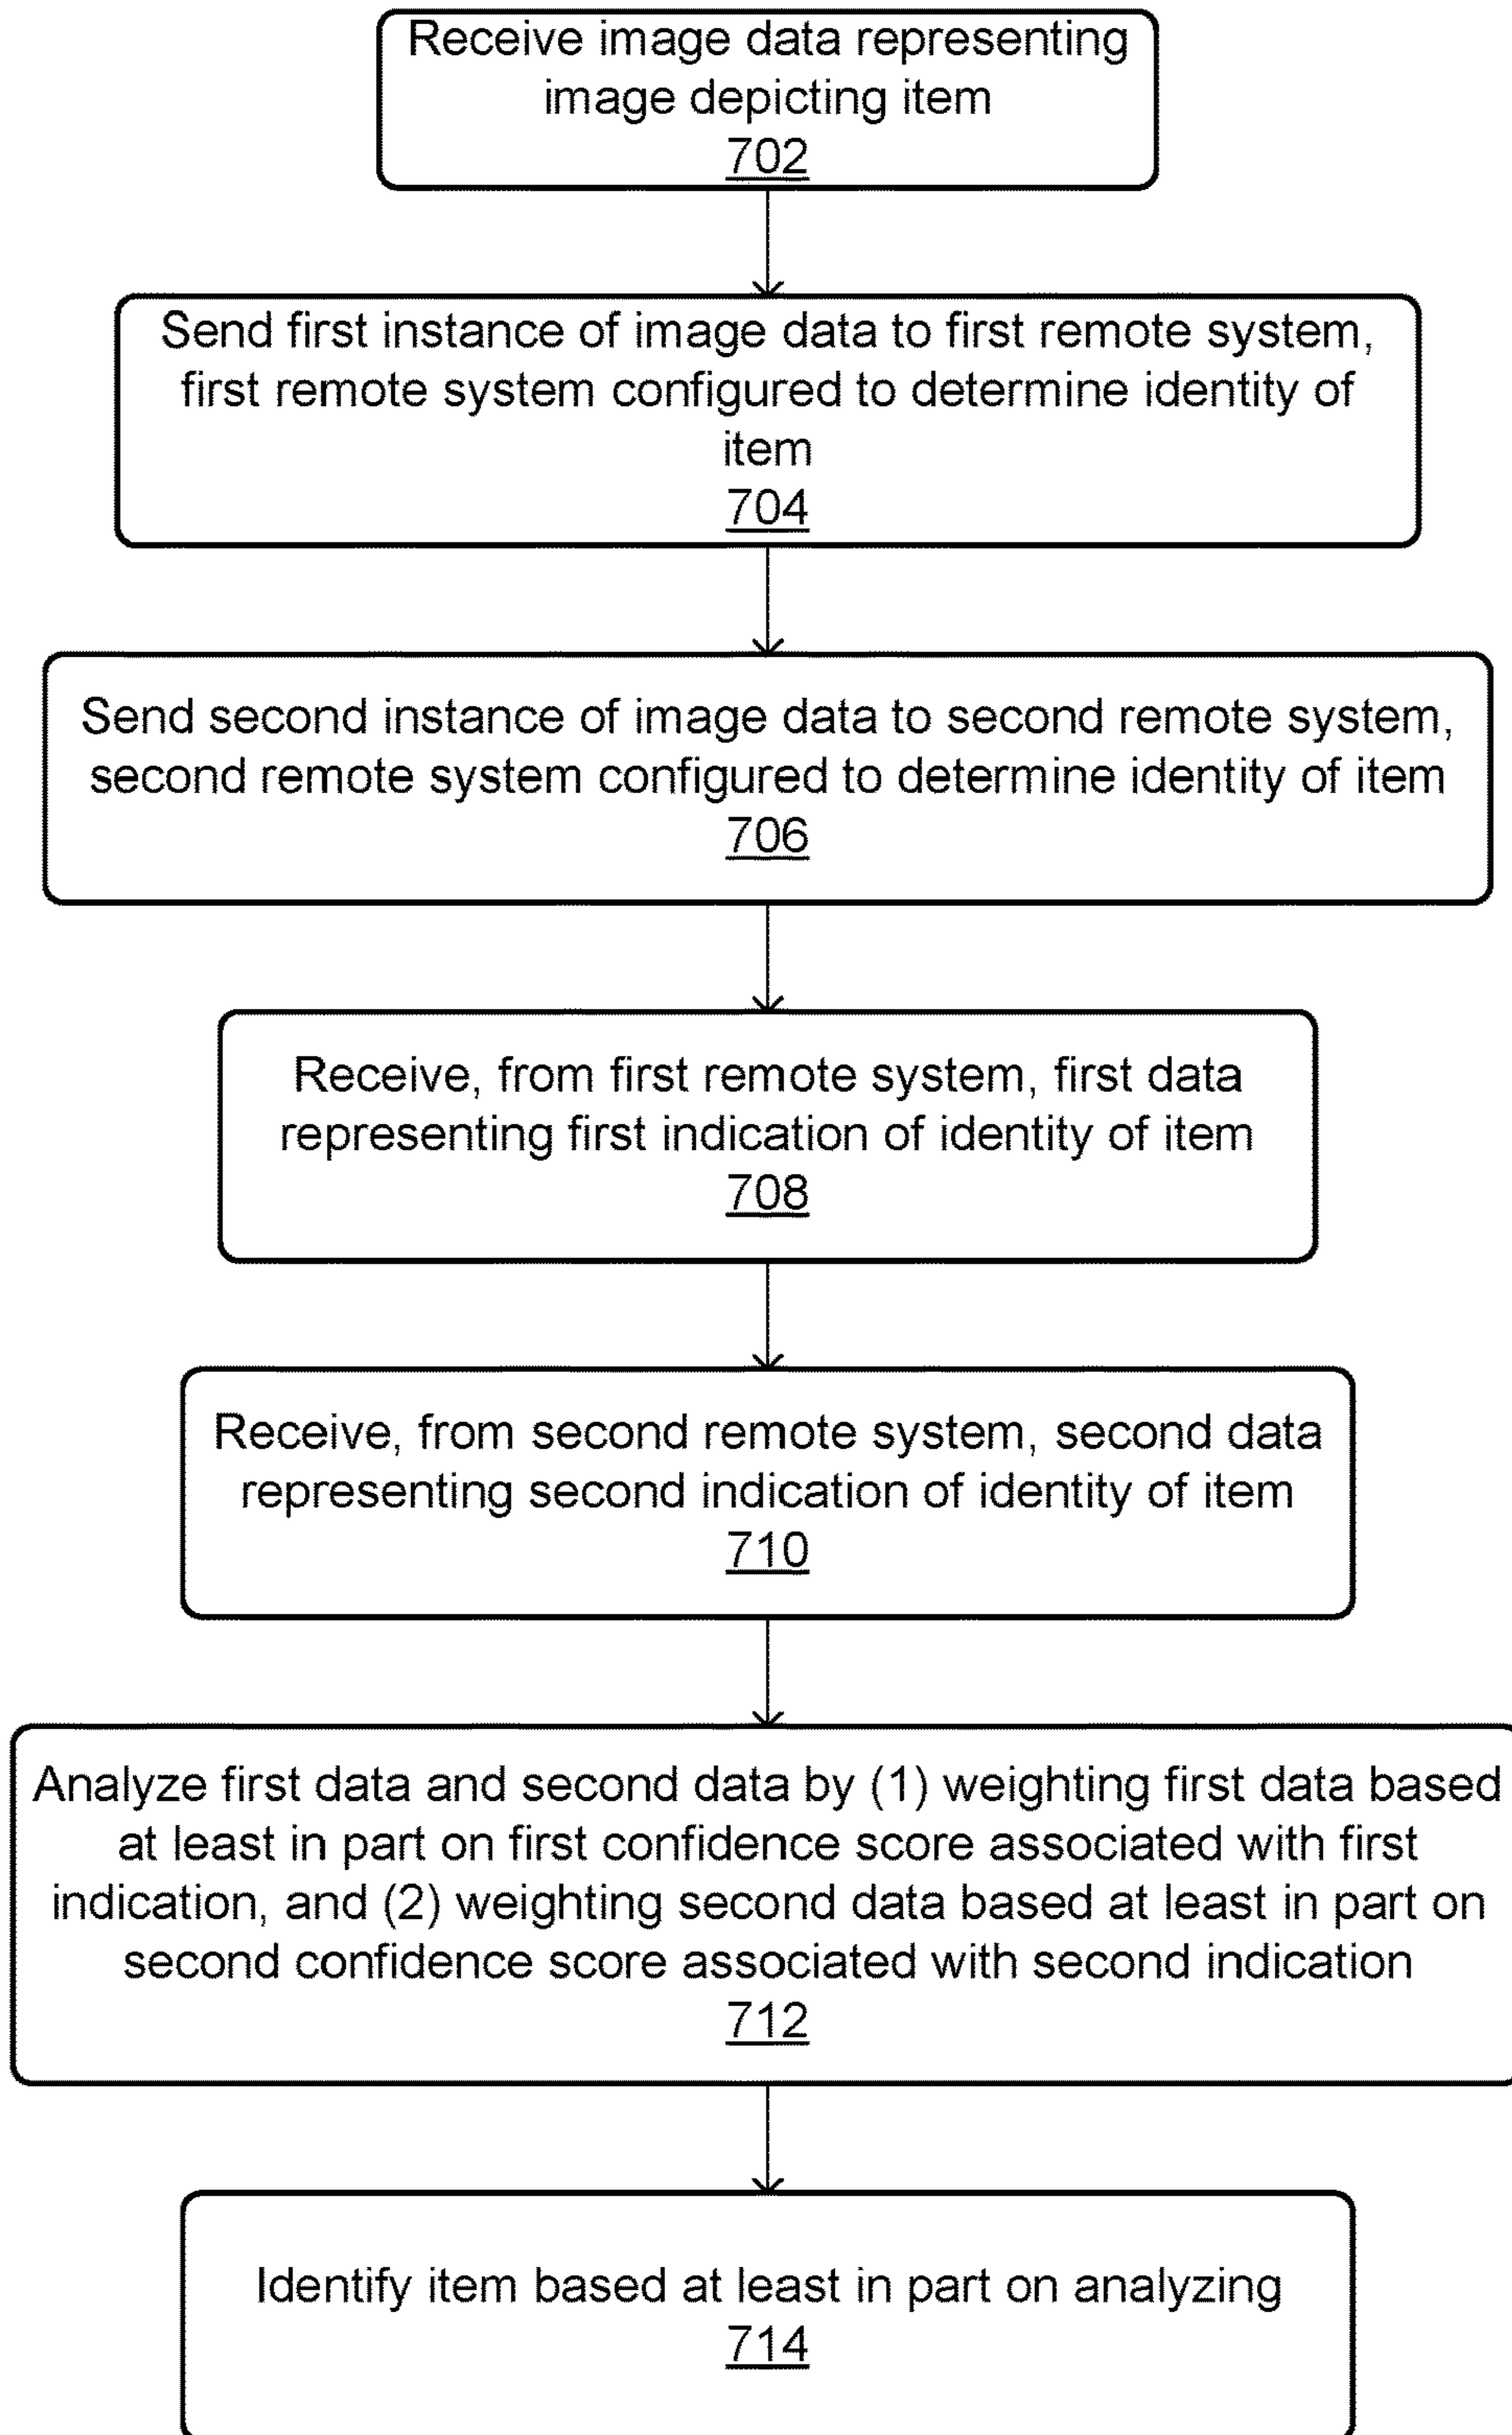 Receive image data representing
image depicting item
702
Send first instance of image data to first remote system,
first remote system configured to determine identity of
item
704
Send second instance of image data to second remote system,
second remote system configured to determine identity of item
706
Receive, from first remote system, first data
representing first indication of identity of item
708
Receive, from second remote system, second data
representing second indication of identity of item
710
Analyze first data and second data by (1) weighting first data based
at least in part on first confidence score associated with first
indication, and (2) weighting second data based at least in part on
second confidence score associated with second indication
712
Identify item based at least in part on analyzing
714